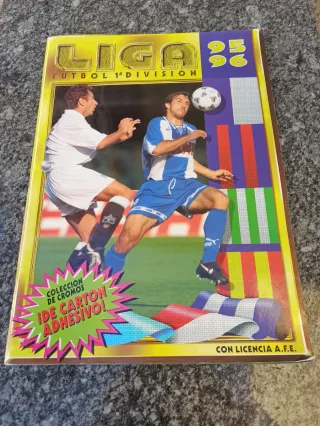 LIGA
FUTBOL 1ª DIVISION
95
96
COLECCION
DE CROMOS
¡DE CARTON
ADHESIVO!
CON LICENCIA A.F.E.